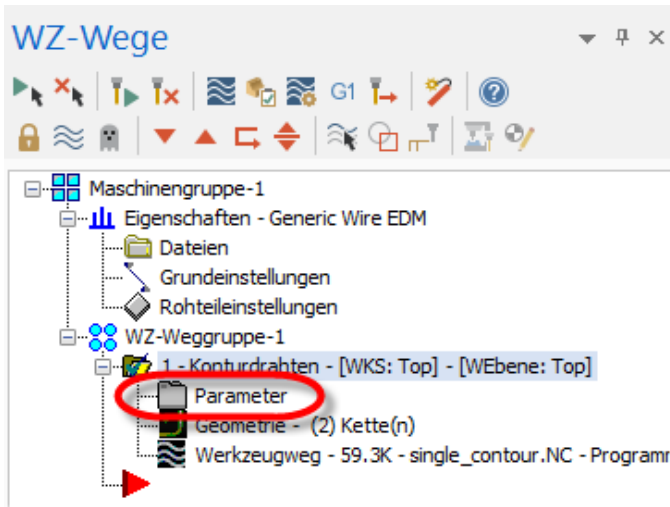 WZ-Wege
G1
Maschinengruppe-1
Eigenschaften - Generic Wire EDM
Dateien
Grundeinstellungen
Rohteileinstellungen
WZ-Weggruppe-1
1 - Konturdrahten - [WKS: Top] - [WEbene: Top]
Parameter
Geometrie - (2) Kette(n)
Werkzeugweg - 59.3K - single_contour.NC - Programm